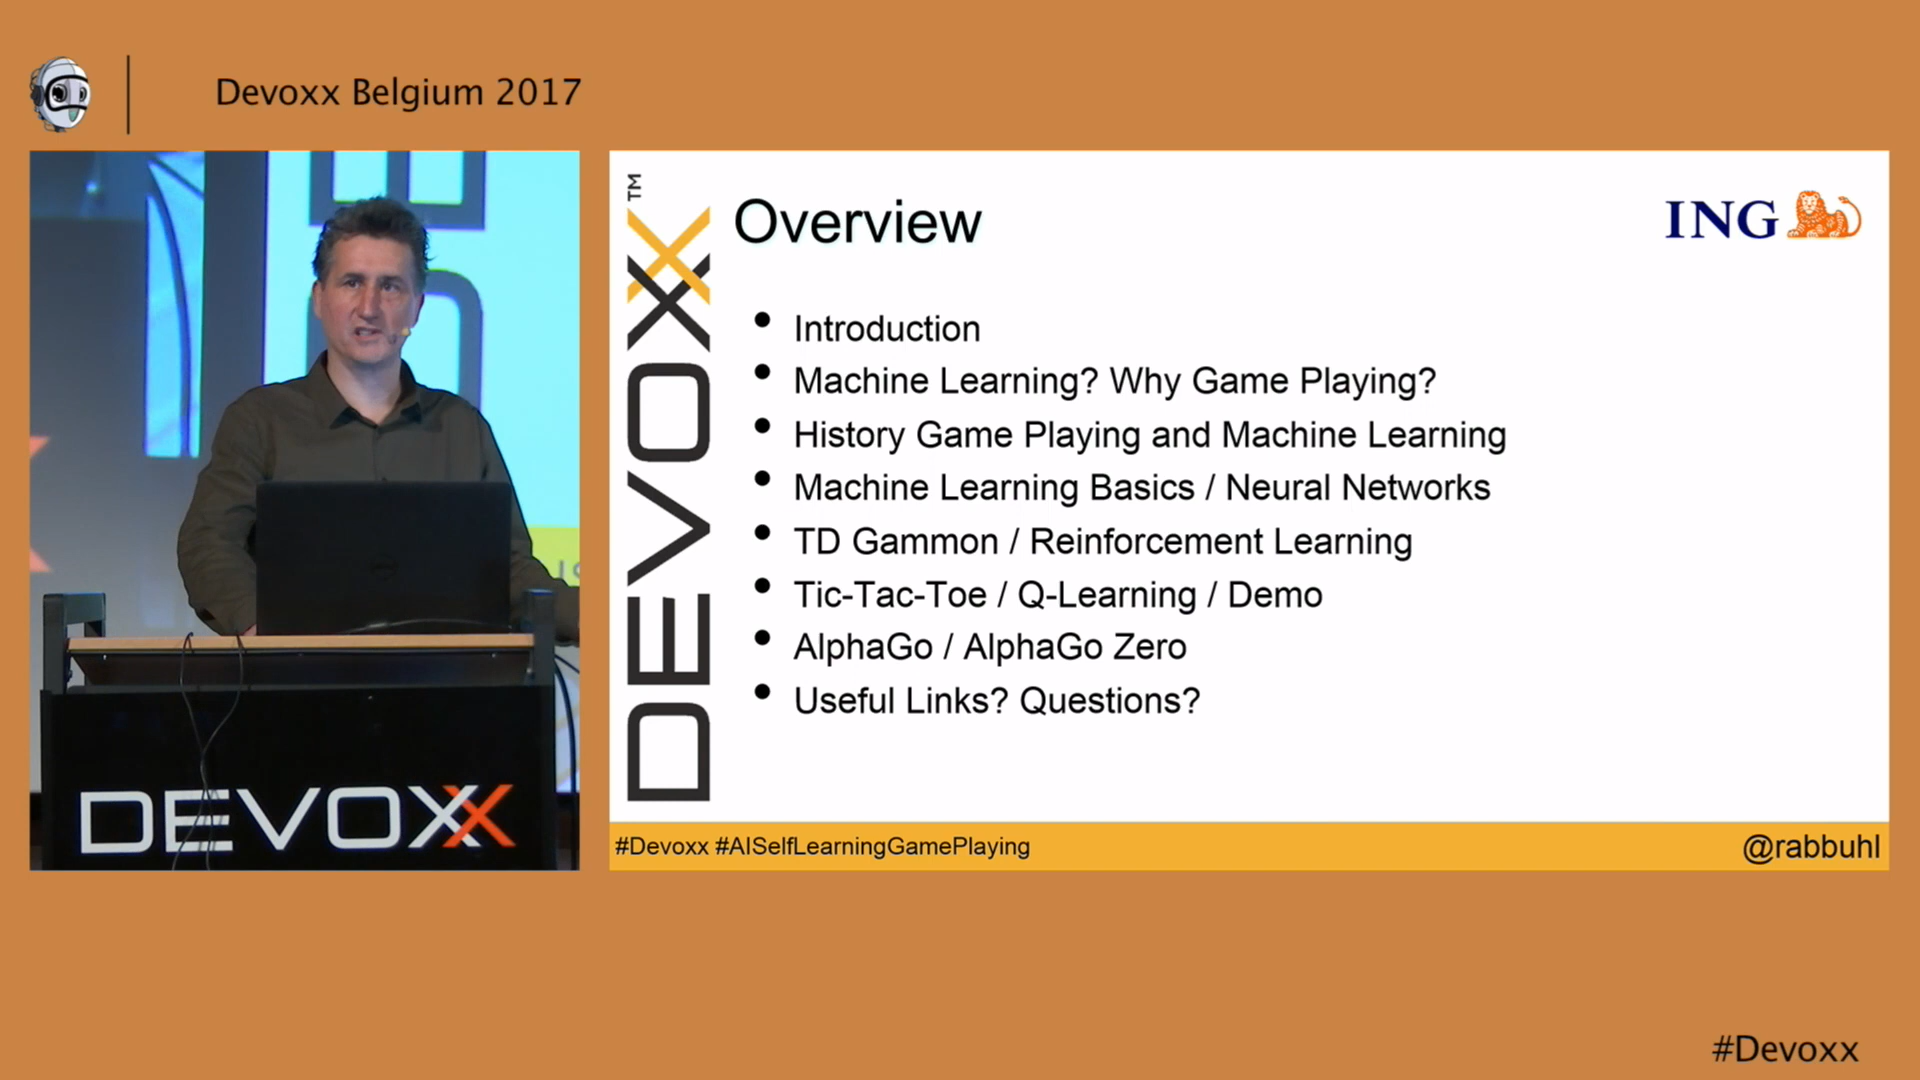 Devoxx Belgium 2017
DEVOXX
DEVOXX™
Overview
ING
• Introduction
• Machine Learning? Why Game Playing?
• History Game Playing and Machine Learning
• Machine Learning Basics / Neural Networks
• TD Gammon / Reinforcement Learning
• Tic-Tac-Toe / Q-Learning / Demo
• AlphaGo / AlphaGo Zero
• Useful Links? Questions?
#Devoxx #AISelfLearningGamePlaying
@rabbuhl
#Devoxx